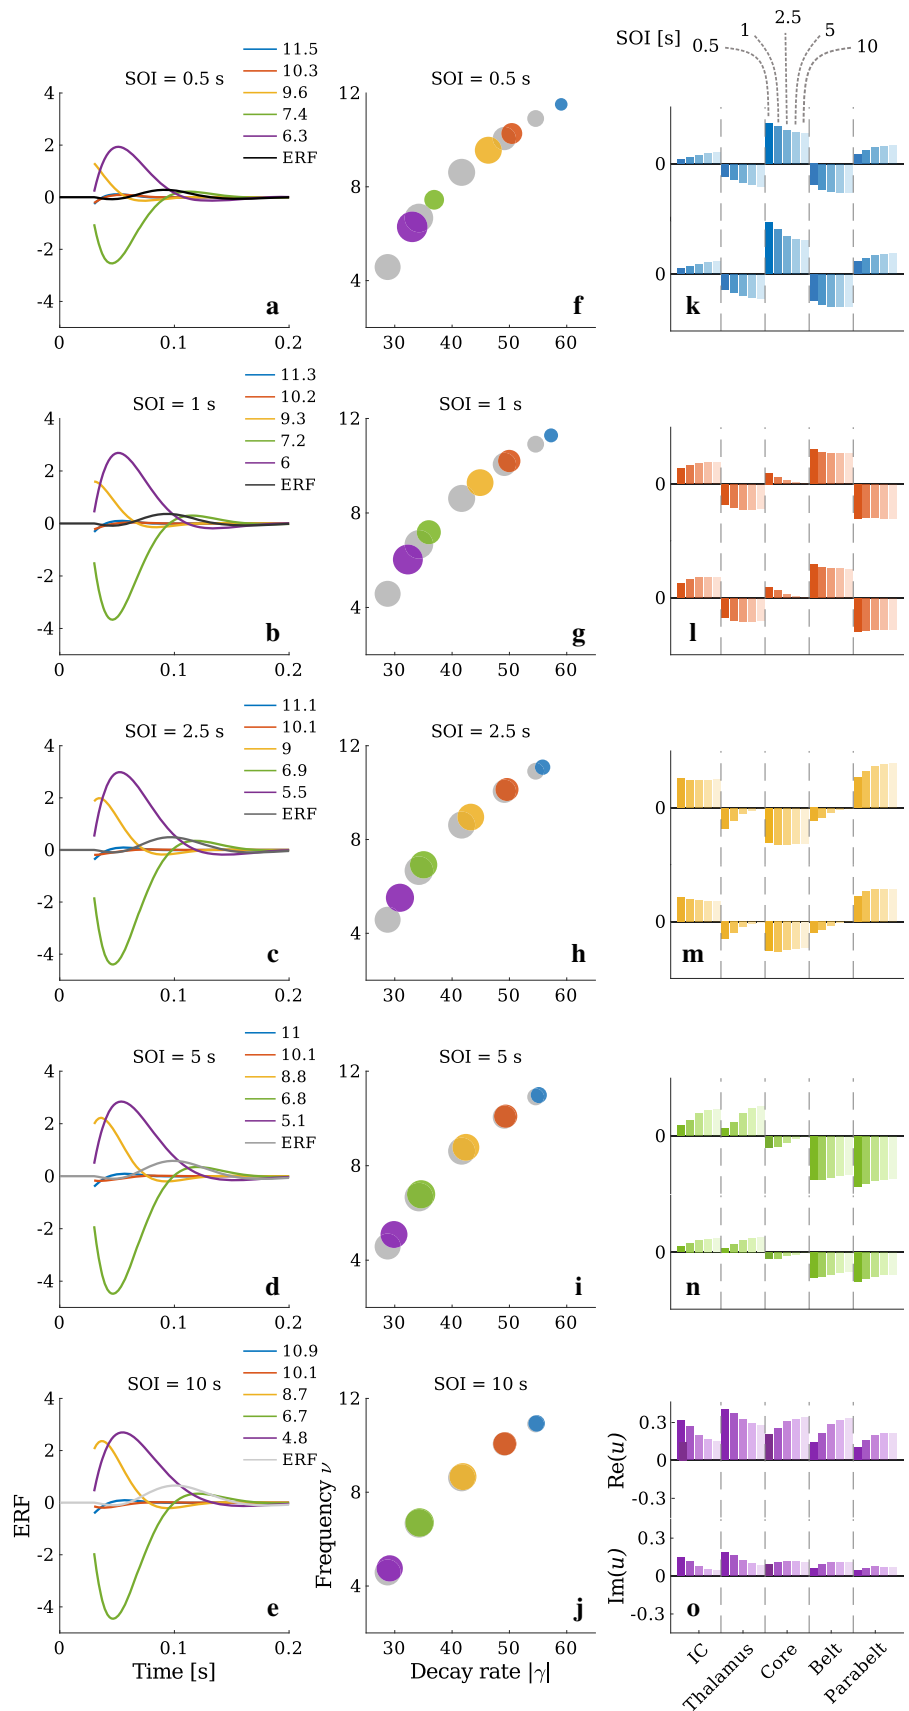 SOI = 0.5 s
11.5
10.3
9.6
7.4
6.3
ERF
4
2
0
-2
-4
0
0.1
0.2
a
SOI = 0.5 s
12
8
4
30
40
50
60
f
SOI [s]
0.5
1
2.5
5
10
0
0
k
SOI = 1 s
11.3
10.2
9.3
7.2
6
ERF
4
2
0
-2
-4
0
0.1
0.2
b
SOI = 1 s
12
8
4
30
40
50
60
g
0
0
l
SOI = 2.5 s
11.1
10.1
9
6.9
5.5
ERF
4
2
0
-2
-4
0
0.1
0.2
c
SOI = 2.5 s
12
8
4
30
40
50
60
h
0
0
m
SOI = 5 s
11
10.1
8.8
6.8
5.1
ERF
4
2
0
-2
-4
0
0.1
0.2
d
SOI = 5 s
12
8
4
30
40
50
60
i
0
0
n
SOI = 10 s
10.9
10.1
8.7
6.7
4.8
ERF
4
2
0
-2
-4
0
0.1
0.2
ERF
Time [s]
e
SOI = 10 s
12
8
4
30
40
50
60
Frequency ν
Decay rate |γ|
j
0.3
0
-0.3
Re(u)
0.3
0
-0.3
Im(u)
o
IC
Thalamus
Core
Belt
Parabelt